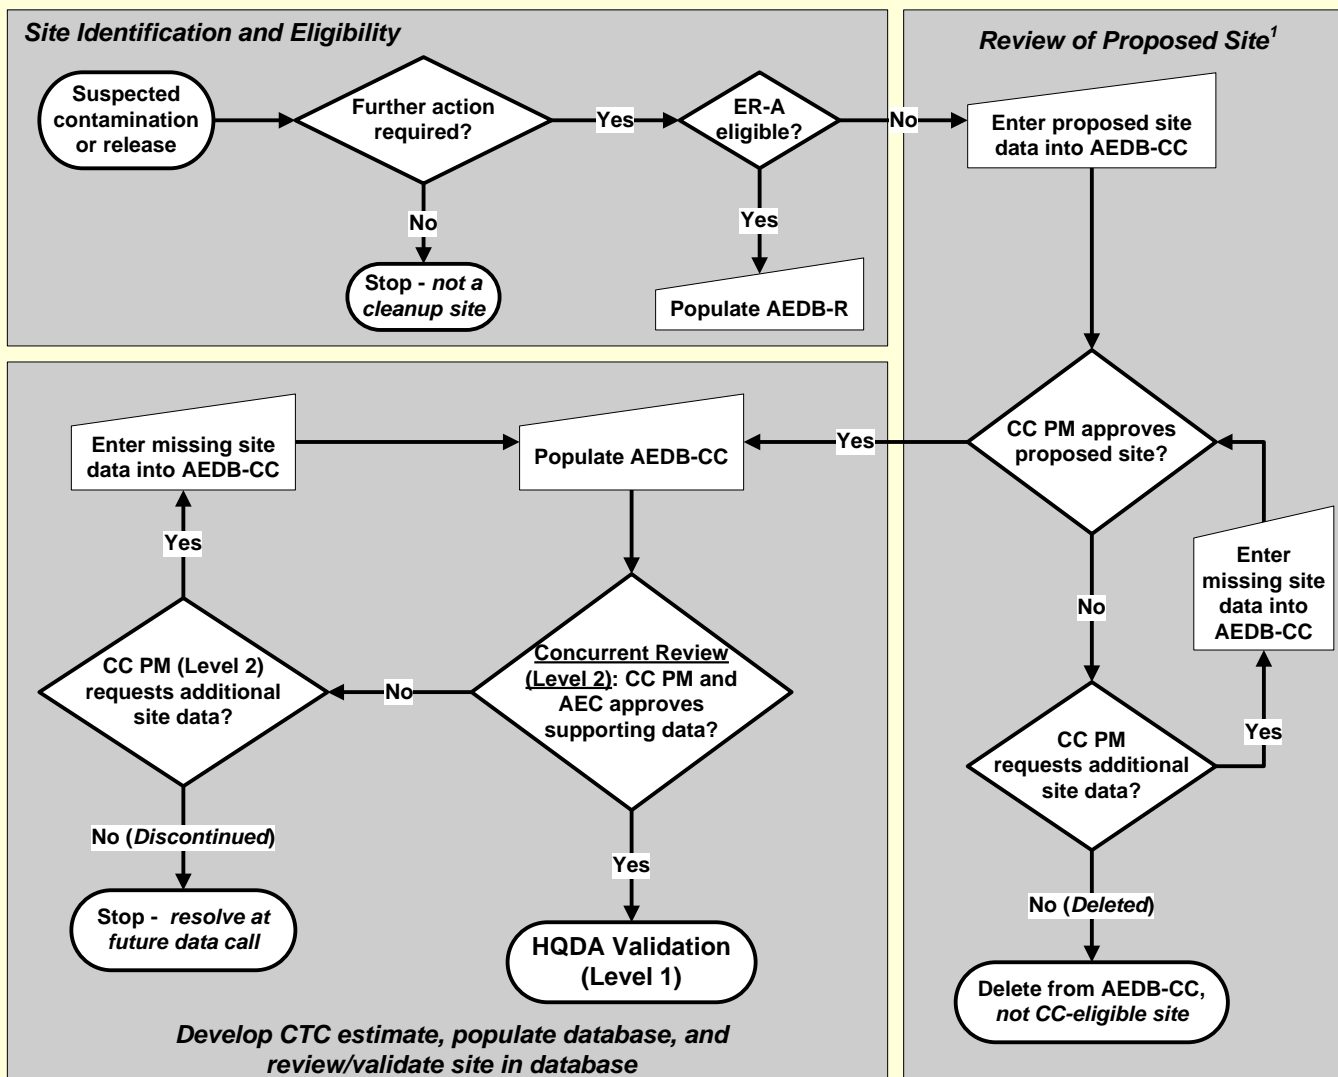 Site Identification and Eligibility
Suspected
contamination
or release
Further action
required?
Yes
ER-A
eligible?
No
No
Yes
Stop - not a
cleanup site
Populate AEDB-R
Review of Proposed Site1
Enter proposed site
data into AEDB-CC
CC PM approves
proposed site?
Yes
No
Enter
missing site
data into
AEDB-CC
Yes
CC PM
requests additional
site data?
No (Deleted)
Delete from AEDB-CC,
not CC-eligible site
Enter missing site
data into AEDB-CC
Populate AEDB-CC
Yes
CC PM (Level 2)
requests additional
site data?
No
Concurrent Review
(Level 2): CC PM and
AEC approves
supporting data?
No (Discontinued)
Yes
Stop - resolve at
future data call
HQDA Validation
(Level 1)
Develop CTC estimate, populate database, and
review/validate site in database